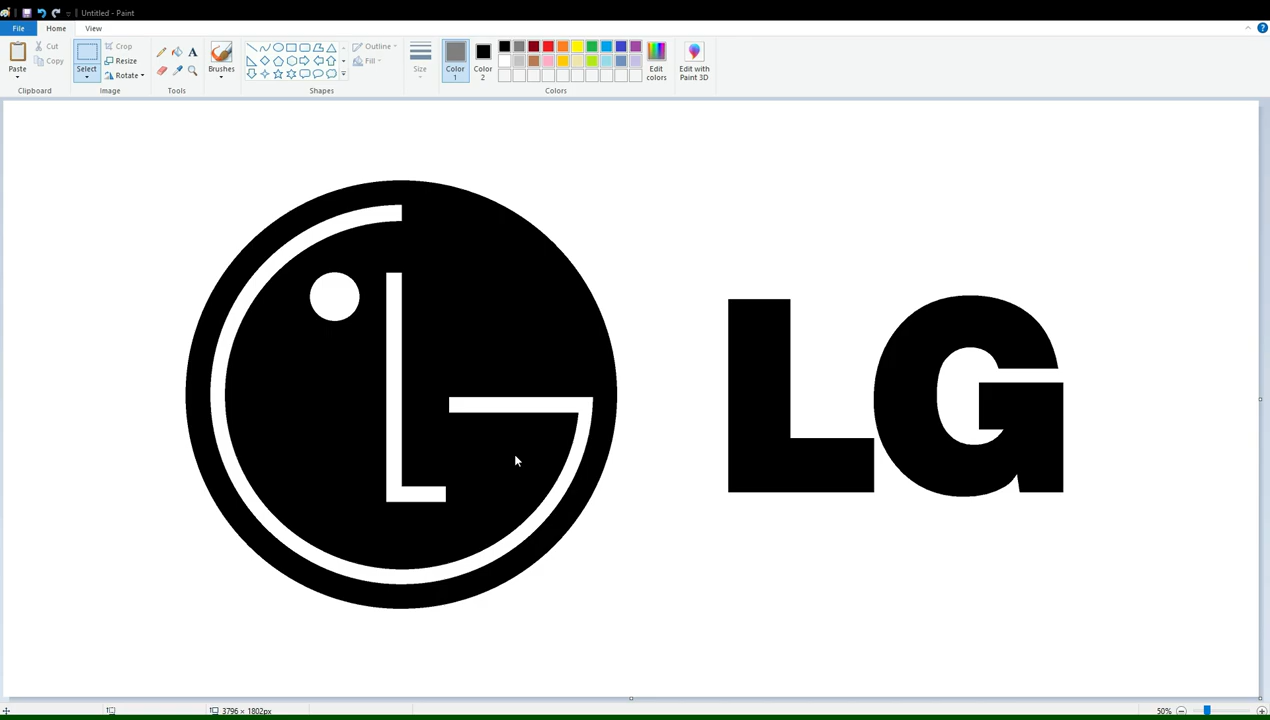 Untitled - Paint
File Home View
Paste
Cut
Copy
Clipboard
Select
Crop
Resize
Rotate
Image
A
Tools
Brushes
Outline
Fill
Shapes
Size
Color 1
Color 2
Edit colors
Colors
Edit with Paint 3D
LG
LG
3796 × 1802px
50%